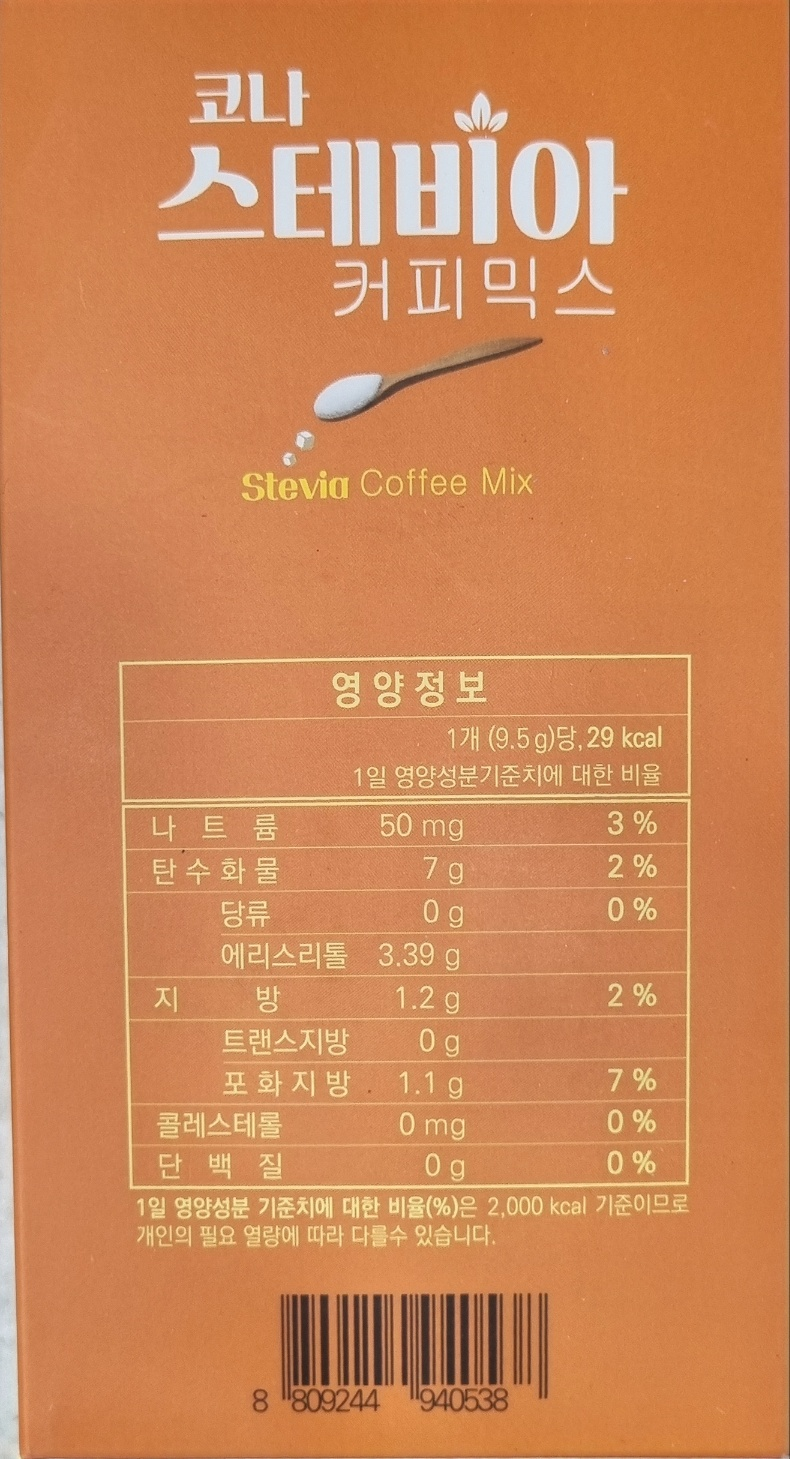 코나
스테비아
커피믹스
Stevia Coffee Mix
영양정보
1개 (9.5 g)당, 29 kcal
1일 영양성분기준치에 대한 비율
나 트 륨 50 mg 3 %
탄수화물 7 g 2 %
당류 0 g 0 %
에리스리톨 3.39 g
지 방 1.2 g 2 %
트랜스지방 0 g
포화지방 1.1 g 7 %
콜레스테롤 0 mg 0 %
단 백 질 0 g 0 %
1일 영양성분 기준치에 대한 비율(%)은 2,000 kcal 기준이므로
개인의 필요 열량에 따라 다를수 있습니다.
8 809244 940538